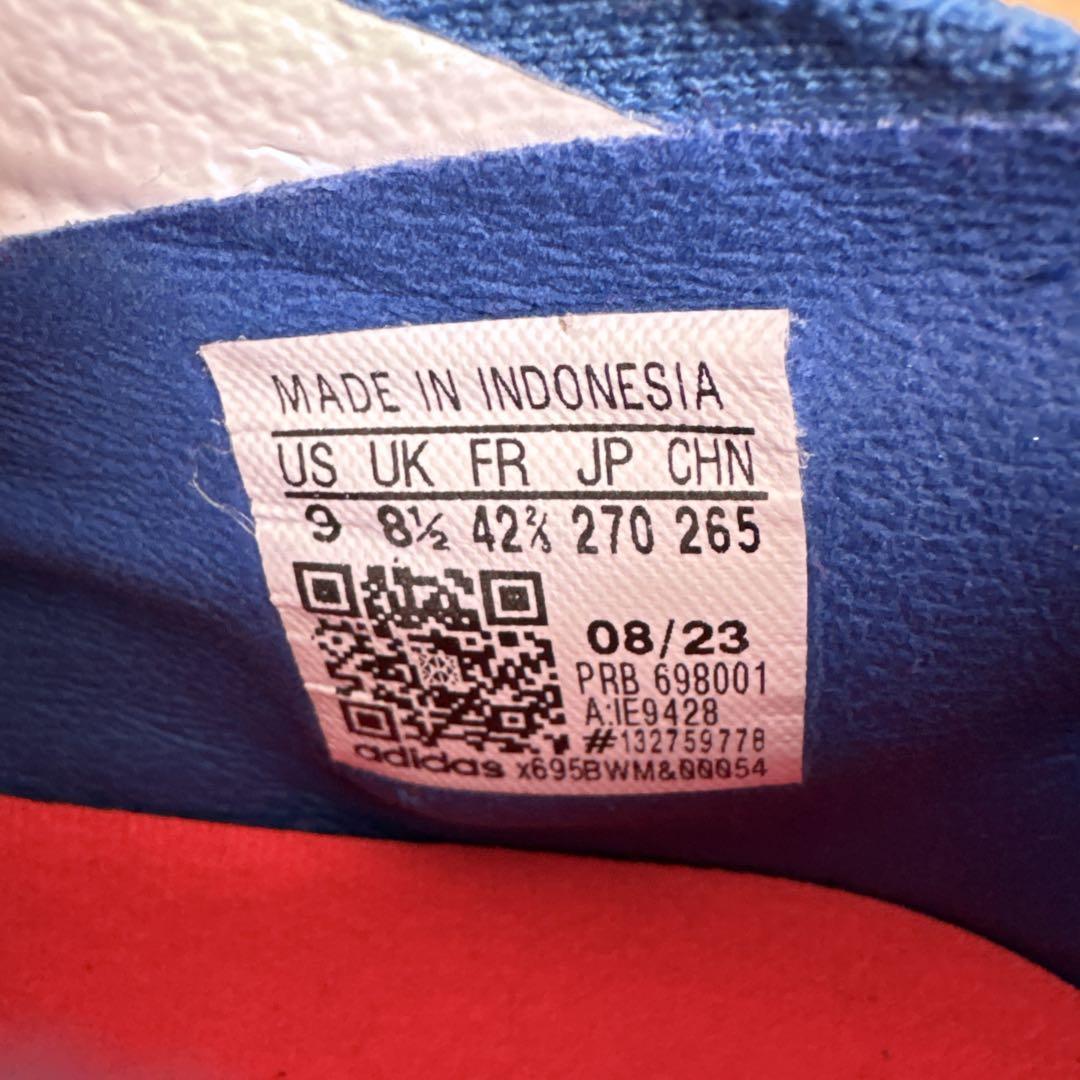 MADE IN INDONESIA
US UK FR JP CHN
9 8½ 42⅔ 270 265
08/23
PRB 698001
A:IE9428
#132759778
adidas x695BWM&00054